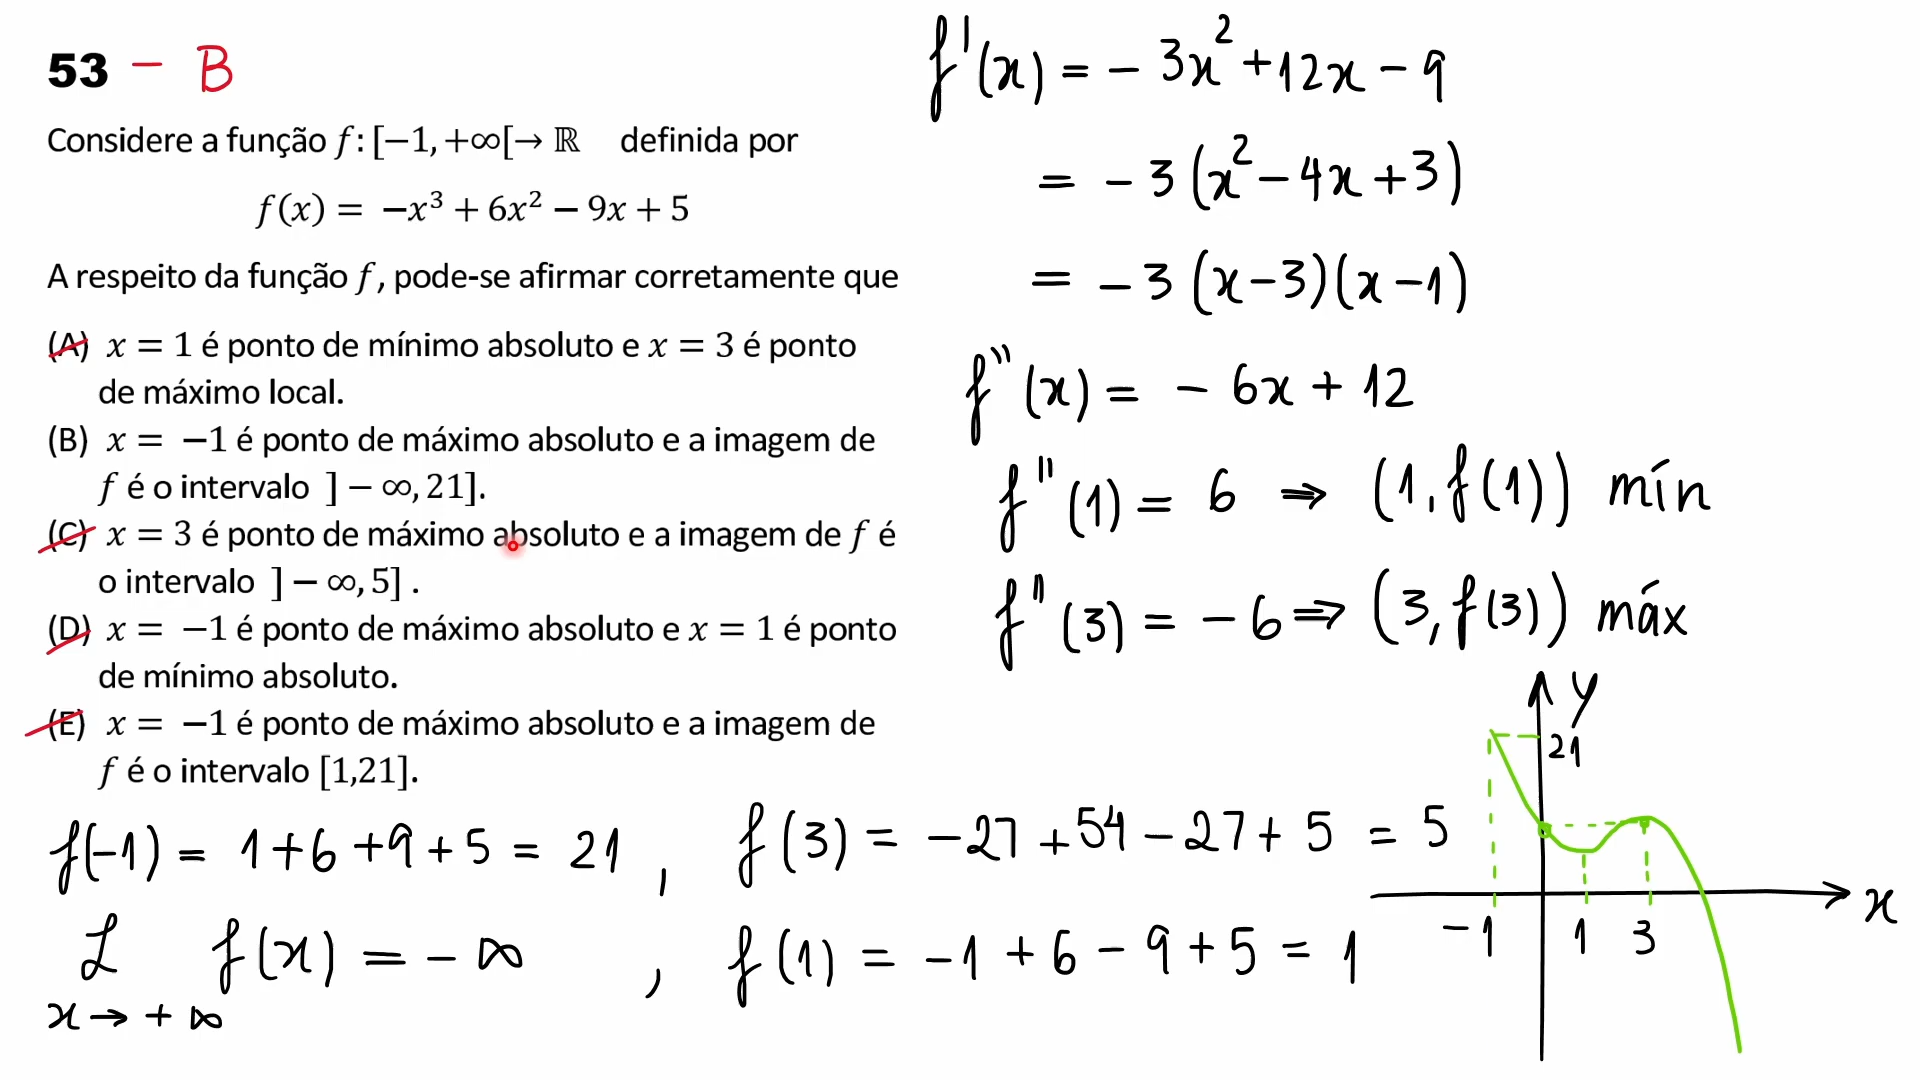 53 - B
Considere a função f: [−1, +∞[→ ℝ definida por
f(x) = −x³ + 6x² − 9x + 5
A respeito da função f, pode-se afirmar corretamente que
(A) x = 1 é ponto de mínimo absoluto e x = 3 é ponto
de máximo local.
(B) x = −1 é ponto de máximo absoluto e a imagem de
f é o intervalo ]−∞, 21].
(C) x = 3 é ponto de máximo absoluto e a imagem de f é
o intervalo ]−∞, 5] .
(D) x = −1 é ponto de máximo absoluto e x = 1 é ponto
de mínimo absoluto.
(E) x = −1 é ponto de máximo absoluto e a imagem de
f é o intervalo [1,21].
f(-1) = 1+6+9+5 = 21 , f(3) = -27+54-27+5 = 5
L f(x) = -∞ , f(1) = -1+6-9+5 = 1
x→+∞
f'(x) = -3x²+12x-9
= -3(x²-4x+3)
= -3(x-3)(x-1)
f''(x) = -6x+12
f''(1) = 6 ⇒ (1,f(1)) mín
f''(3) = -6 ⇒ (3,f(3)) máx
y
21
x
-1 1 3